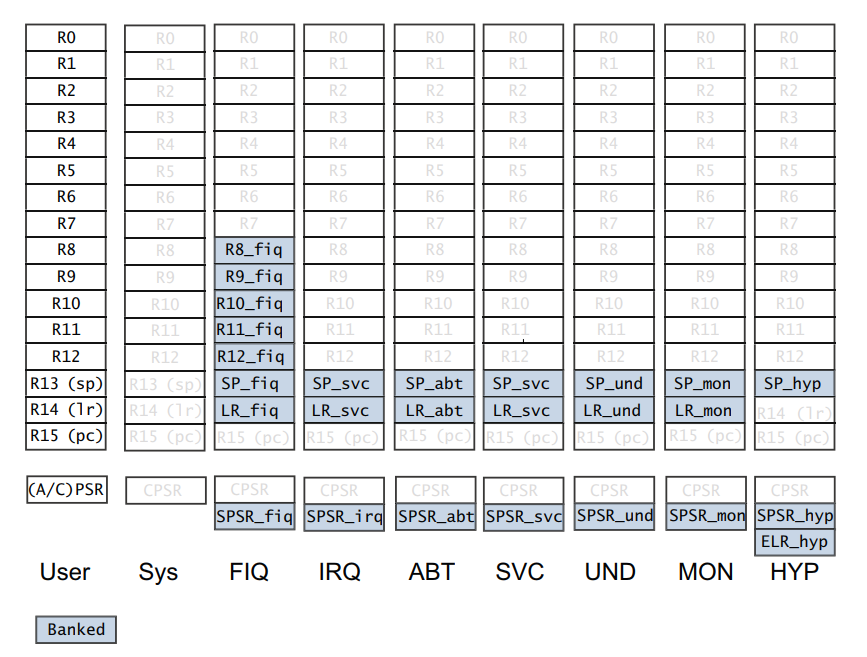 R0 R0 R0 R0 R0 R0 R0 R0 R0
R1 R1 R1 R1 R1 R1 R1 R1 R1
R2 R2 R2 R2 R2 R2 R2 R2 R2
R3 R3 R3 R3 R3 R3 R3 R3 R3
R4 R4 R4 R4 R4 R4 R4 R4 R4
R5 R5 R5 R5 R5 R5 R5 R5 R5
R6 R6 R6 R6 R6 R6 R6 R6 R6
R7 R7 R7 R7 R7 R7 R7 R7 R7
R8 R8 R8_fiq R8 R8 R8 R8 R8 R8
R9 R9 R9_fiq R9 R9 R9 R9 R9 R9
R10 R10 R10_fiq R10 R10 R10 R10 R10 R10
R11 R11 R11_fiq R11 R11 R11 R11 R11 R11
R12 R12 R12_fiq R12 R12 R12 R12 R12 R12
R13 (sp) R13 (sp) SP_fiq SP_svc SP_abt SP_svc SP_und SP_mon SP_hyp
R14 (lr) R14 (lr) LR_fiq LR_svc LR_abt LR_svc LR_und LR_mon R14 (lr)
R15 (pc) R15 (pc) R15 (pc) R15 (pc) R15 (pc) R15 (pc) R15 (pc) R15 (pc) R15 (pc)
(A/C)PSR CPSR CPSR CPSR CPSR CPSR CPSR CPSR CPSR
SPSR_fiq SPSR_irq SPSR_abt SPSR_svc SPSR_und SPSR_mon SPSR_hyp
ELR_hyp
User Sys FIQ IRQ ABT SVC UND MON HYP
Banked